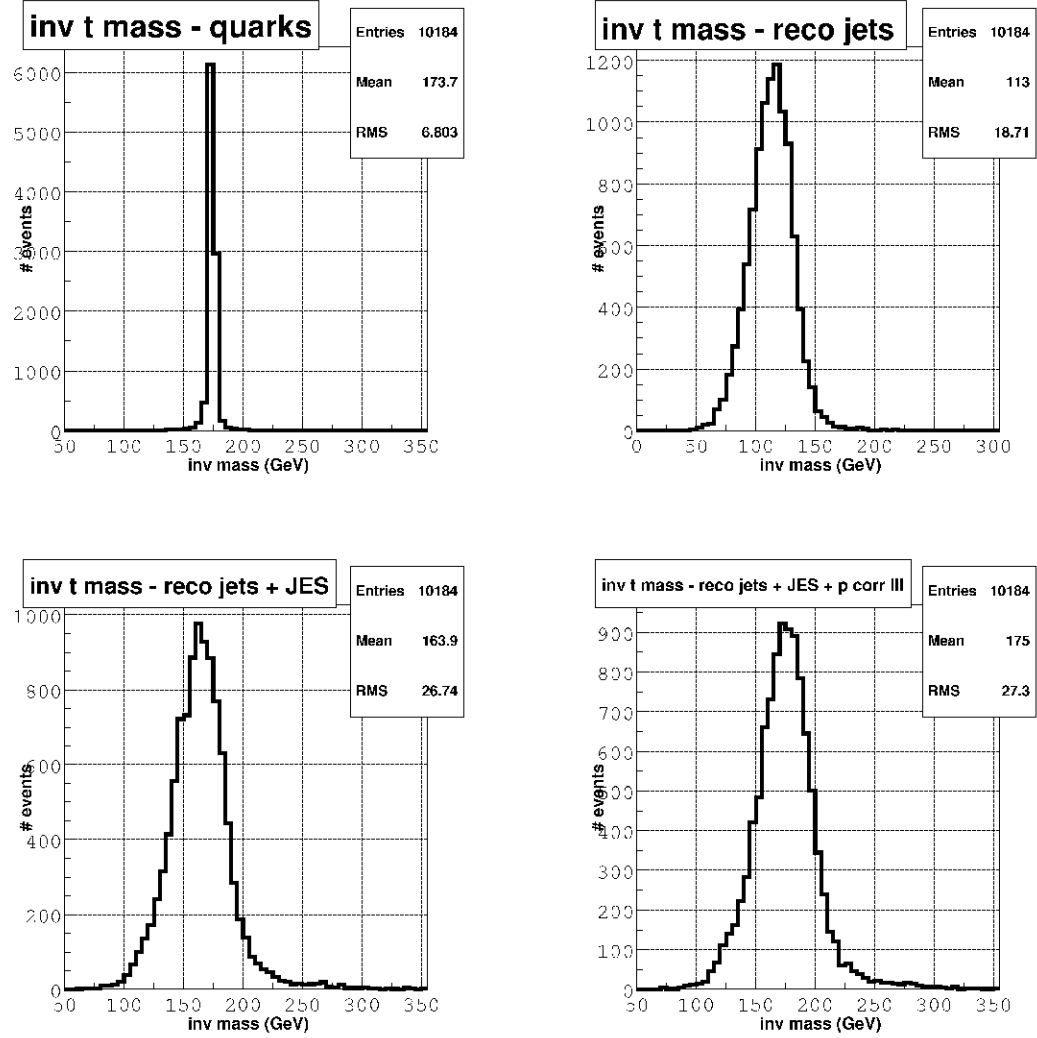 inv t mass - quarks
Entries 10184
Mean 173.7
RMS 6.803
6000
5000
4000
3000
2000
1000
0
# events
50 100 150 200 250 300 350
inv mass (GeV)
inv t mass - reco jets
Entries 10184
Mean 113
RMS 18.71
1200
1000
800
600
400
200
0
# events
0 50 100 150 200 250 300
inv mass (GeV)
inv t mass - reco jets + JES
Entries 10184
Mean 163.9
RMS 26.74
1000
800
600
400
200
0
# events
50 100 150 200 250 300 350
inv mass (GeV)
inv t mass - reco jets + JES + p corr III
Entries 10184
Mean 175
RMS 27.3
900
800
700
600
500
400
300
200
100
0
# events
50 100 150 200 250 300 350
inv mass (GeV)